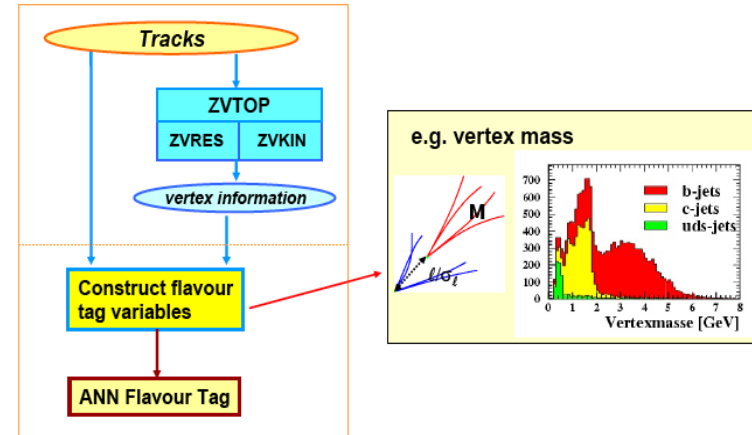 Tracks
ZVTOP
ZVRES
ZVKIN
vertex information
Construct flavour
tag variables
ANN Flavour Tag
e.g. vertex mass
M
ℓ/σℓ
b-jets
c-jets
uds-jets
700
600
500
400
300
200
100
0
0 1 2 3 4 5 6 7 8
Vertexmasse [GeV]